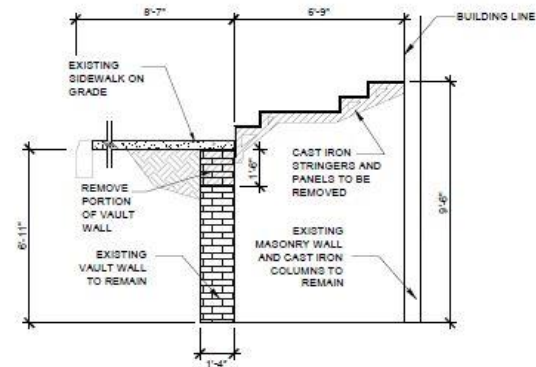 8'-7"
6'-9"
BUILDING LINE
EXISTING
SIDEWALK ON
GRADE
CAST IRON
STRINGERS AND
PANELS TO BE
REMOVED
1'-6"
REMOVE
PORTION
OF VAULT
WALL
6'-11"
9'-6"
EXISTING
VAULT WALL
TO REMAIN
EXISTING
MASONRY WALL
AND CAST IRON
COLUMNS TO
REMAIN
1'-4"